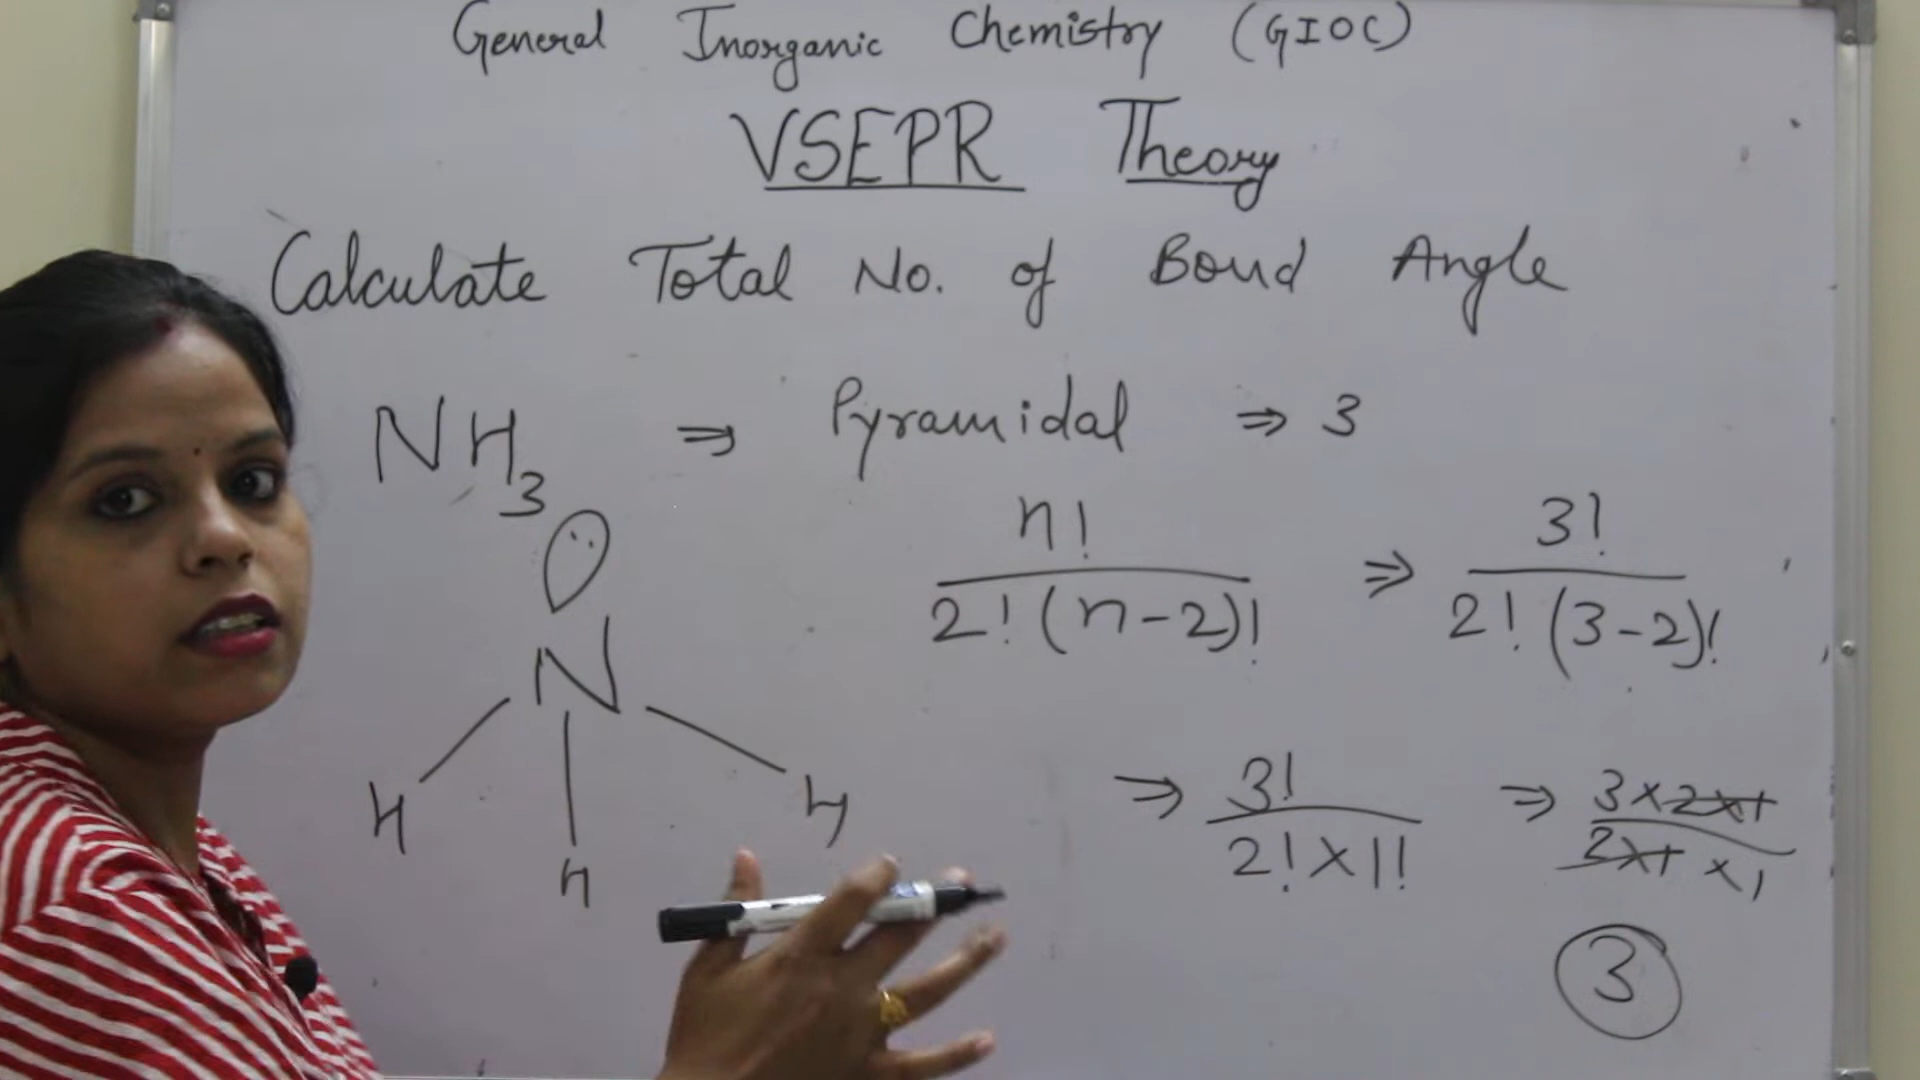 General Inorganic Chemistry (GIOC)
VSEPR Theory
Calculate Total No. of Bond Angle
NH3 ⇒ Pyramidal ⇒ 3
n! / 2! (n-2)! ⇒ 3! / 2! (3-2)!
N
H H H
⇒ 3! / 2! × 1! ⇒ 3×2×1 / 2×1 ×1
3